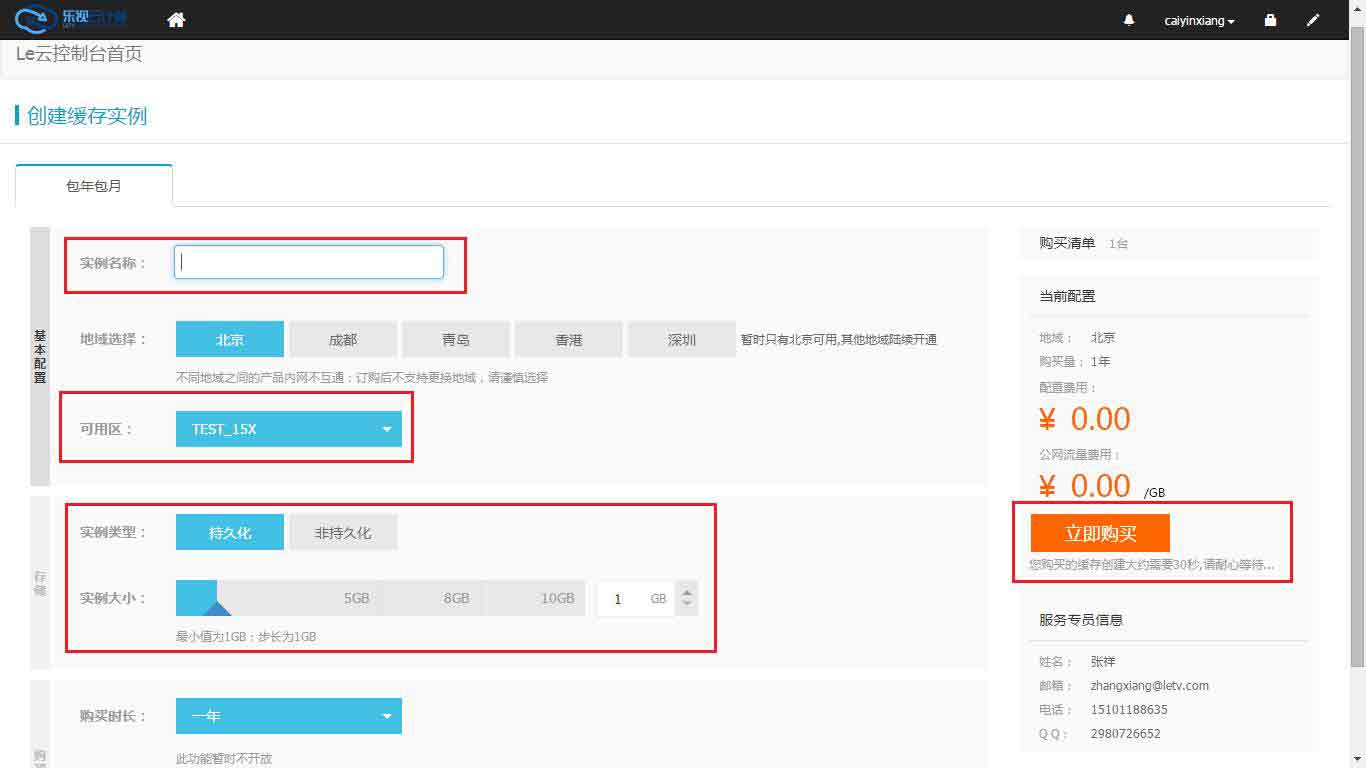 乐视云计算
LETV
caiyinxiang
Le云控制台首页
创建缓存实例
包年包月
基本配置
实例名称：
地域选择：
北京
成都
青岛
香港
深圳
暂时只有北京可用,其他地域陆续开通
不同地域之间的产品内网不互通；订购后不支持更换地域，请谨慎选择
可用区：
TEST_15X
存储
实例类型：
持久化
非持久化
实例大小：
5GB
8GB
10GB
1
GB
最小值为1GB；步长为1GB
购
购买时长：
一年
此功能暂时不开放
购买清单 1台
当前配置
地域： 北京
购买量： 1年
配置费用：
¥ 0.00
公网流量费用：
¥ 0.00 /GB
立即购买
您购买的缓存创建大约需要30秒,请耐心等待...
服务专员信息
姓名： 张祥
邮箱： zhangxiang@letv.com
电话： 15101188635
Q Q： 2980726652